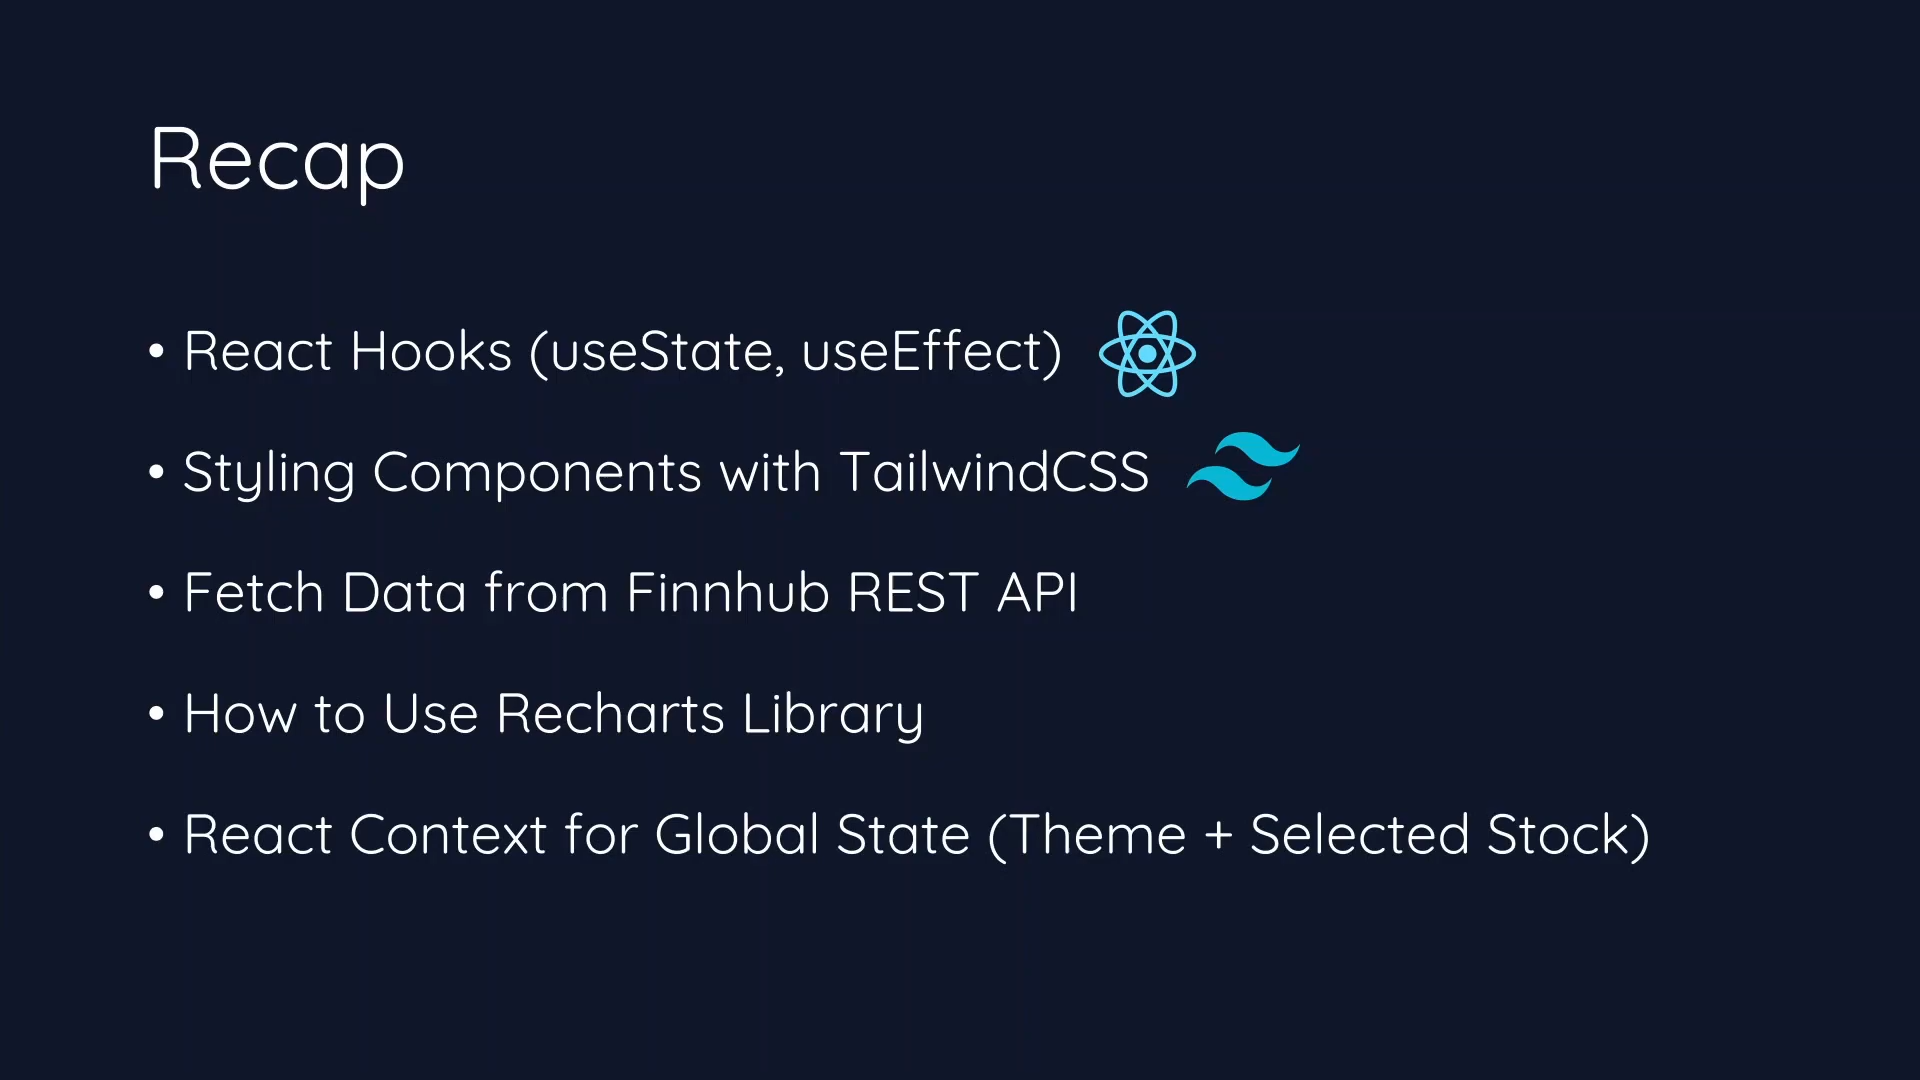 Recap
• React Hooks (useState, useEffect)
• Styling Components with TailwindCSS
• Fetch Data from Finnhub REST API
• How to Use Recharts Library
• React Context for Global State (Theme + Selected Stock)